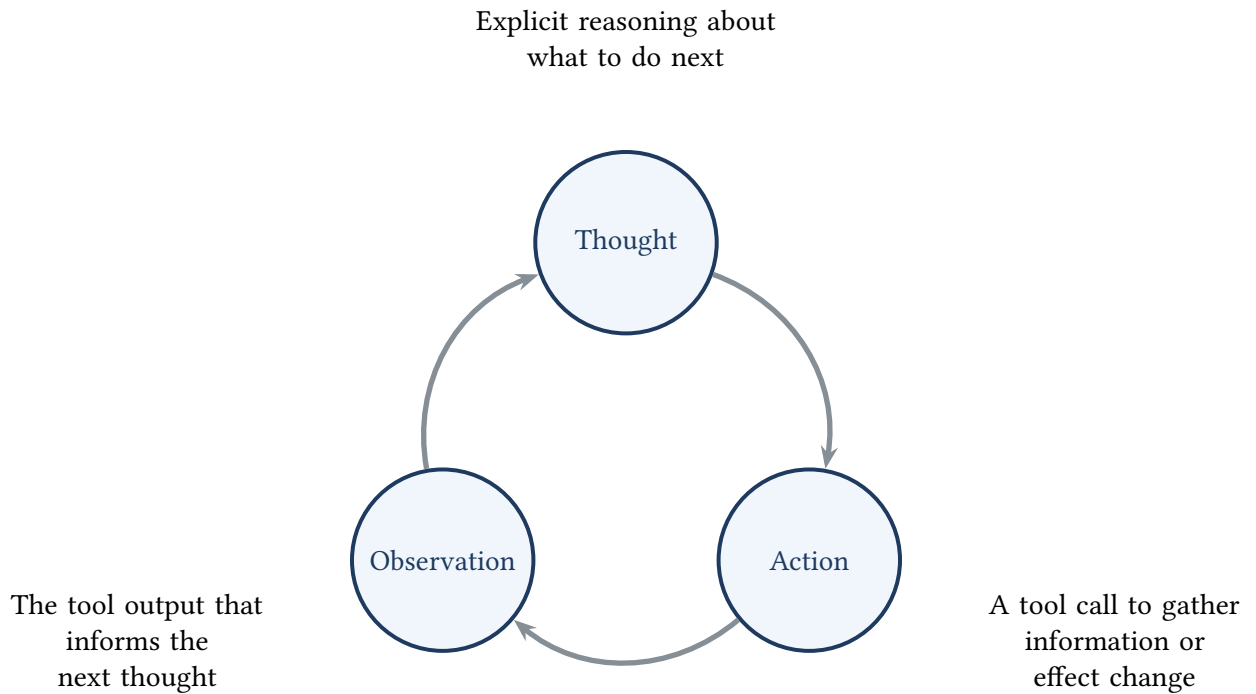 Explicit reasoning about
what to do next
Thought
Observation
Action
The tool output that
informs the
next thought
A tool call to gather
information or
effect change